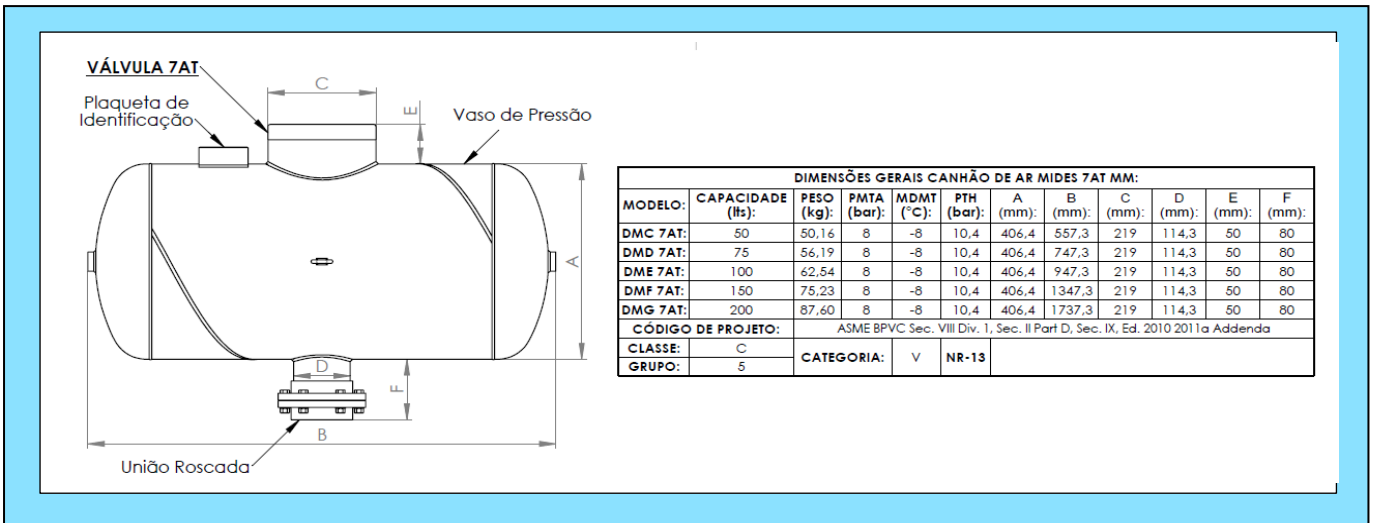 VÁLVULA 7AT
Plaqueta de
Identificação
C
E
Vaso de Pressão
A
D
F
B
União Roscada
DIMENSÕES GERAIS CANHÃO DE AR MIDES 7AT MM:
MODELO: CAPACIDADE (lts): PESO (kg): PMTA (bar): MDMT (°C): PTH (bar): A (mm): B (mm): C (mm): D (mm): E (mm): F (mm):
DMC 7AT: 50 50,16 8 -8 10,4 406,4 557,3 219 114,3 50 80
DMD 7AT: 75 56,19 8 -8 10,4 406,4 747,3 219 114,3 50 80
DME 7AT: 100 62,54 8 -8 10,4 406,4 947,3 219 114,3 50 80
DMF 7AT: 150 75,23 8 -8 10,4 406,4 1347,3 219 114,3 50 80
DMG 7AT: 200 87,60 8 -8 10,4 406,4 1737,3 219 114,3 50 80
CÓDIGO DE PROJETO: ASME BPVC Sec. VIII Div. 1, Sec. II Part D, Sec. IX, Ed. 2010 2011a Addenda
CLASSE: C CATEGORIA: V NR-13
GRUPO: 5